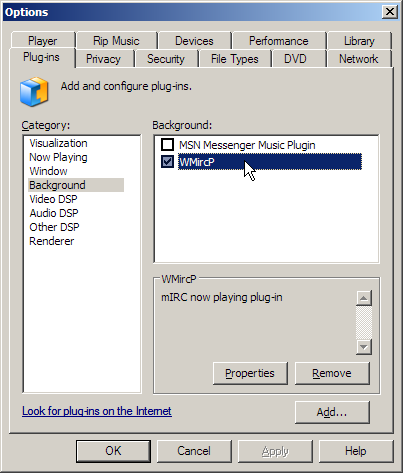 Options
Player Rip Music Devices Performance Library
Plug-ins Privacy Security File Types DVD Network
Add and configure plug-ins.
Category:
Visualization
Now Playing
Window
Background
Video DSP
Audio DSP
Other DSP
Renderer
Background:
MSN Messenger Music Plugin
WMircP
WMircP
mIRC now playing plug-in
Properties Remove
Look for plug-ins on the Internet
Add...
OK Cancel Apply Help